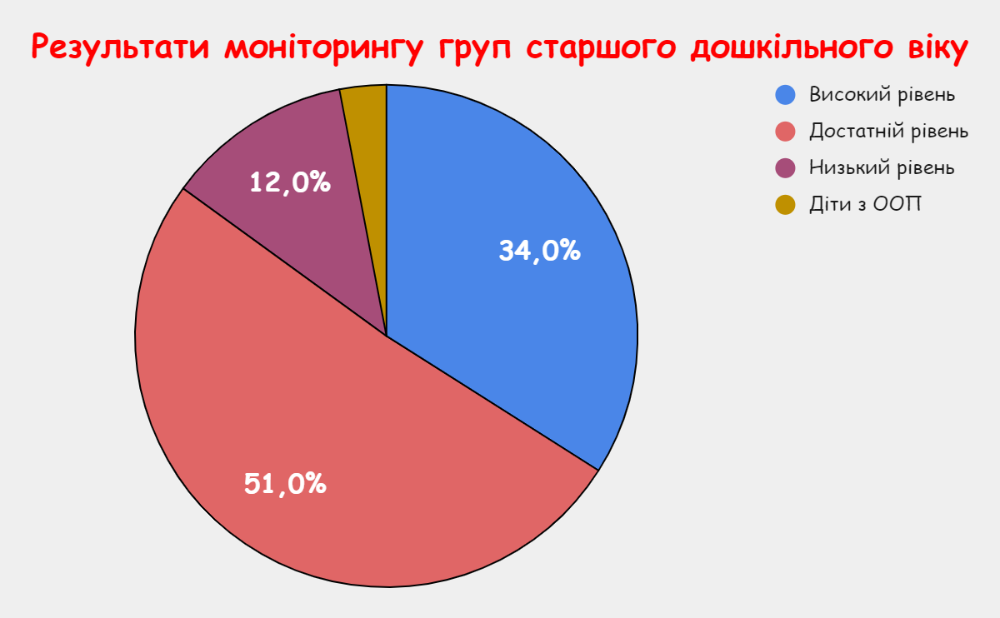 Результати моніторингу груп старшого дошкільного віку
Високий рівень
Достатній рівень
Низький рівень
Діти з ООП
12,0%
34,0%
51,0%